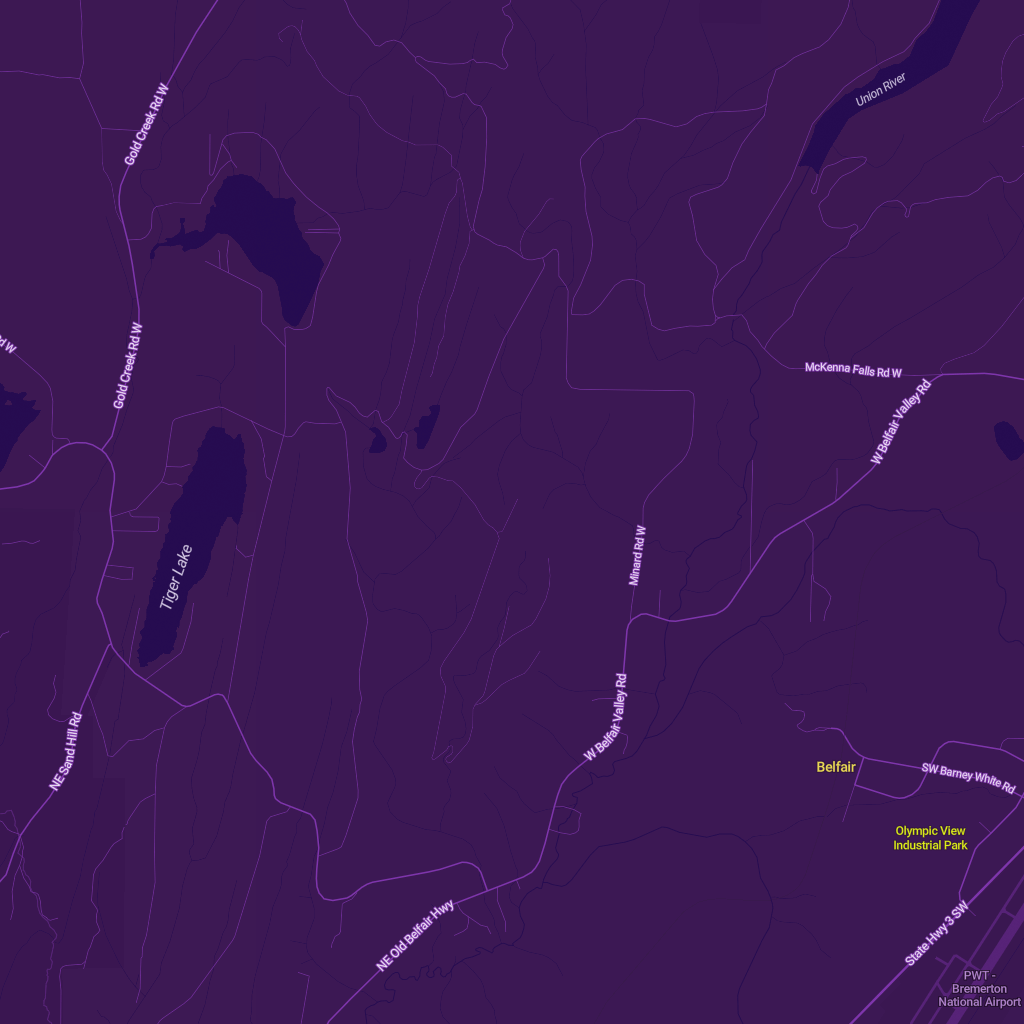 Union River
Gold Creek Rd W
Gold Creek Rd W
d W
McKenna Falls Rd W
W Belfair Valley Rd
Minard Rd W
Tiger Lake
W Belfair Valley Rd
NE Sand Hill Rd
Belfair
SW Barney White Rd
Olympic View
Industrial Park
NE Old Belfair Hwy
State Hwy 3 SW
PWT -
Bremerton
National Airport